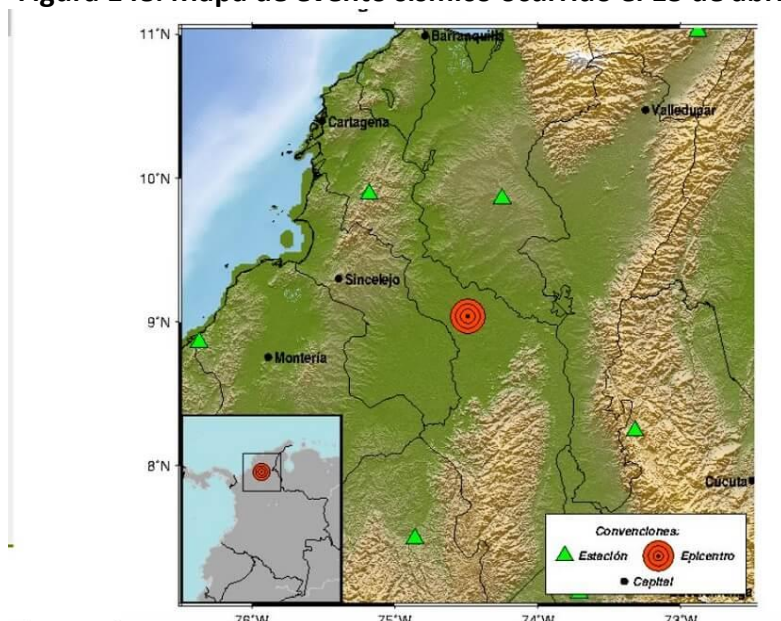 11°N
Barranquilla
Valledupar
Cartagena
10°N
Sincelejo
9°N
Montería
8°N
Cúcuta
Convenciones:
Estación
Epicentro
Capital
76°W
75°W
74°W
73°W